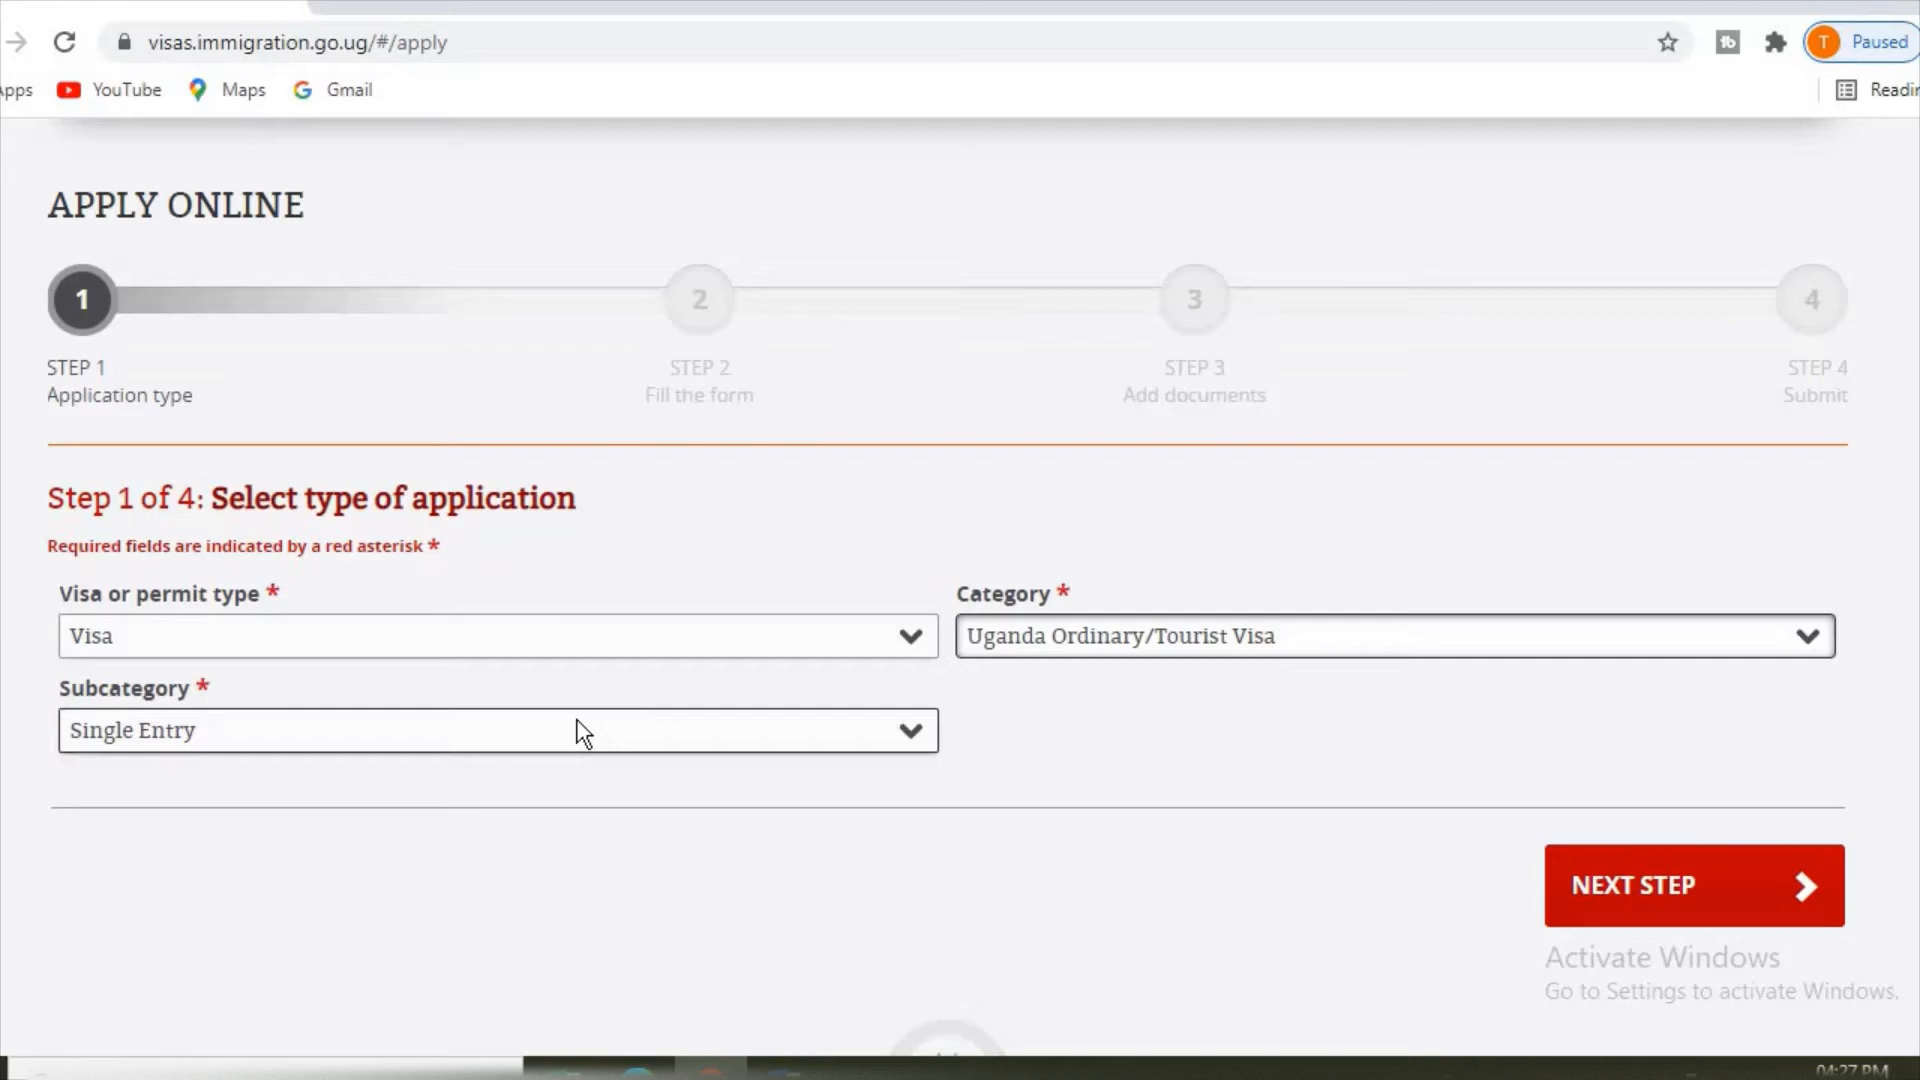 visas.immigration.go.ug/#/apply
T Paused
YouTube Maps Gmail
APPLY ONLINE
1 2 3 4
STEP 1 STEP 2 STEP 3 STEP 4
Application type Fill the form Add documents Submit
Step 1 of 4: Select type of application
Required fields are indicated by a red asterisk *
Visa or permit type * Category *
Visa Uganda Ordinary/Tourist Visa
Subcategory *
Single Entry
NEXT STEP
Activate Windows
Go to Settings to activate Windows.
04:27 PM